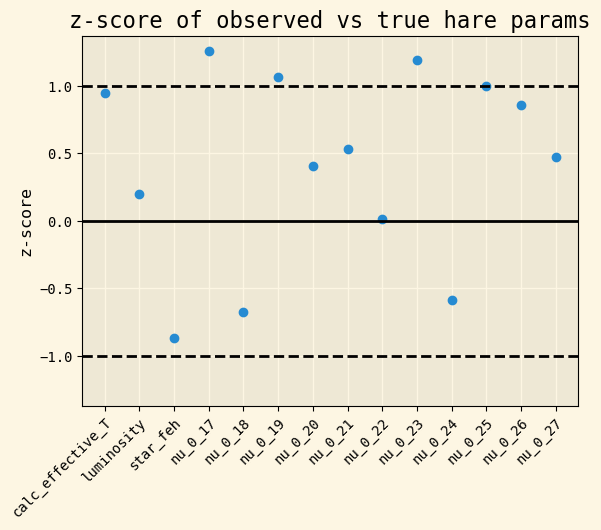 z-score of observed vs true hare params
z-score
1.0
0.5
0.0
−0.5
−1.0
calc_effective_T
luminosity
star_feh
nu_0_17
nu_0_18
nu_0_19
nu_0_20
nu_0_21
nu_0_22
nu_0_23
nu_0_24
nu_0_25
nu_0_26
nu_0_27